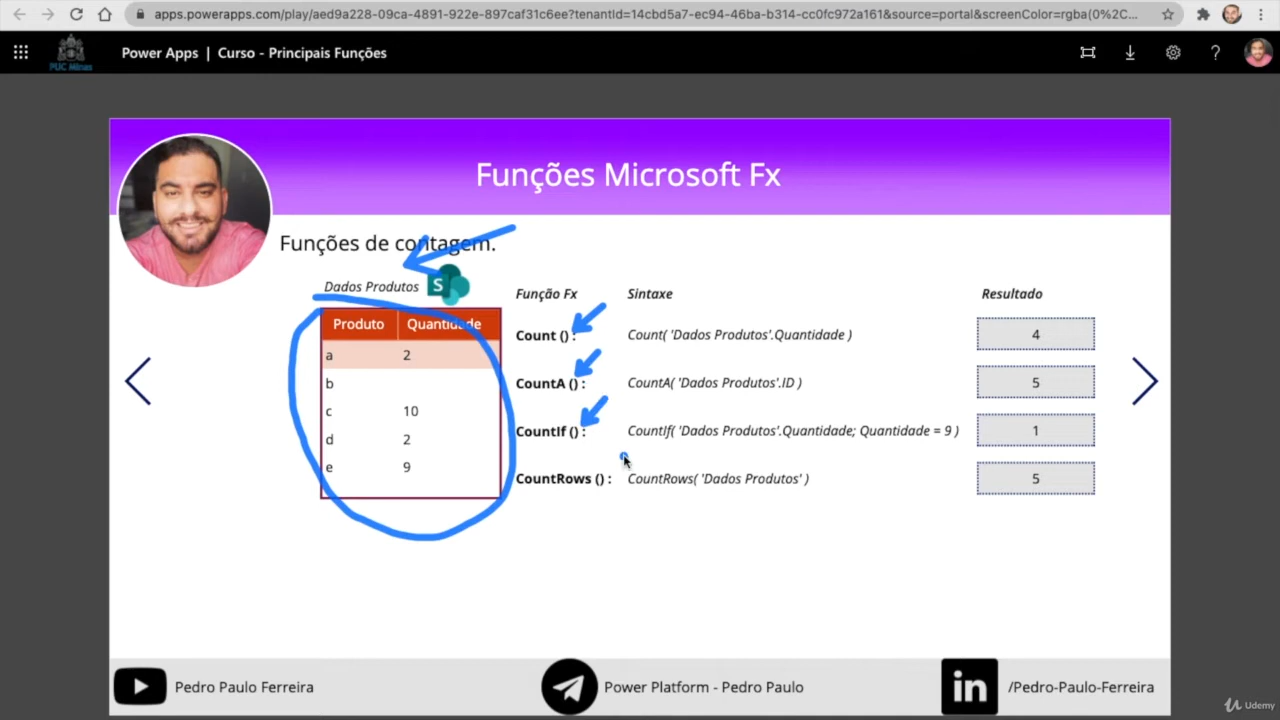 apps.powerapps.com/play/aed9a228-09ca-4891-922e-897caf31c6ee?tenantId=14cbd5a7-ec94-46ba-b314-cc0fc972a161&source=portal&screenColor=rgba(0%2C...
PUC Minas
Power Apps | Curso - Principais Funções
?
Funções Microsoft Fx
Funções de contagem.
Dados Produtos
S
Função Fx Sintaxe Resultado
Produto Quantidade
a 2
b
c 10
d 2
e 9
Count () : Count( 'Dados Produtos'.Quantidade ) 4
CountA () : CountA( 'Dados Produtos'.ID ) 5
CountIf () : CountIf( 'Dados Produtos'.Quantidade; Quantidade = 9 ) 1
CountRows () : CountRows( 'Dados Produtos' ) 5
Pedro Paulo Ferreira
Power Platform - Pedro Paulo
in /Pedro-Paulo-Ferreira
Udemy